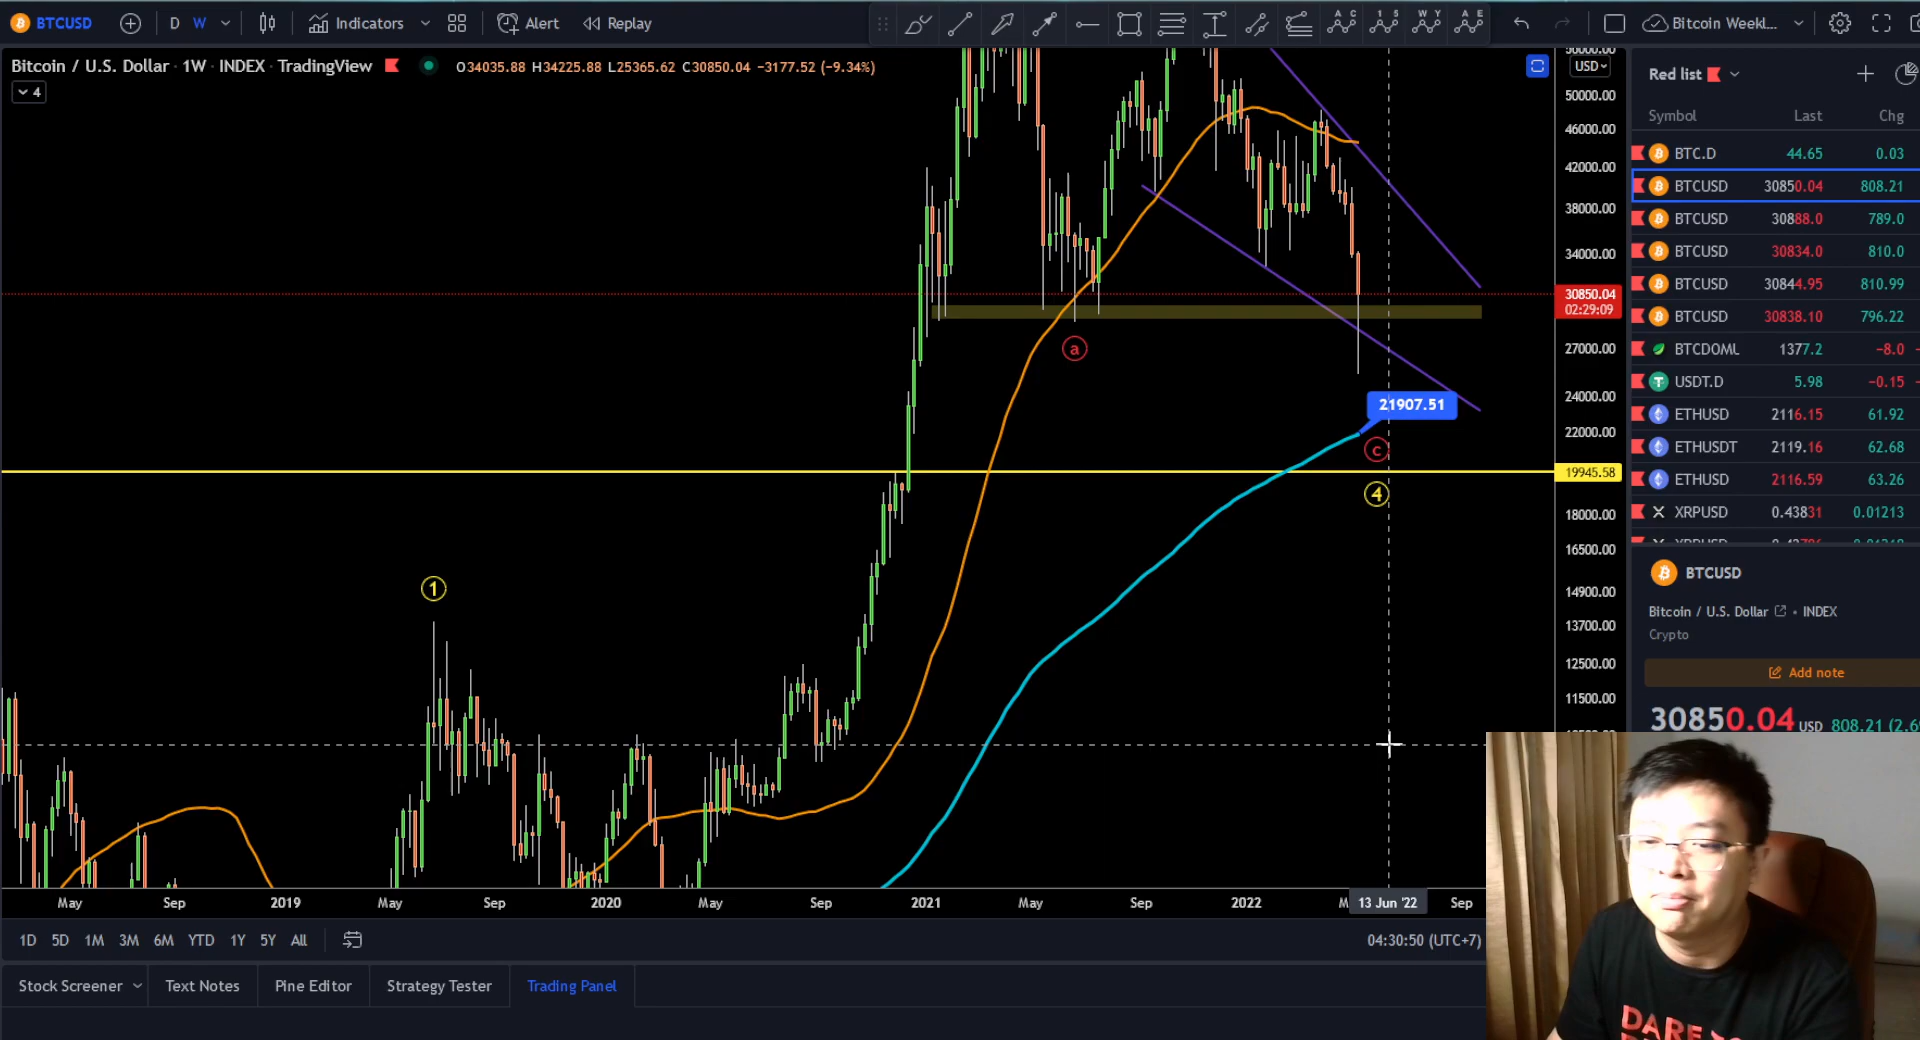 BTCUSD D W Indicators Alert Replay Bitcoin Weekl...
Bitcoin / U.S. Dollar · 1W · INDEX · TradingView O34035.88 H34225.88 L25365.62 C30850.04 −3177.52 (−9.34%)
4
USD
50000.00
46000.00
42000.00
38000.00
34000.00
30850.04
02:29:09
27000.00
24000.00
22000.00
19945.58
18000.00
16500.00
14900.00
13700.00
12500.00
11500.00
a
21907.51
c
4
1
May Sep 2019 May Sep 2020 May Sep 2021 May Sep 2022 M 13 Jun '22 Sep
1D 5D 1M 3M 6M YTD 1Y 5Y All 04:30:50 (UTC+7)
Stock Screener Text Notes Pine Editor Strategy Tester Trading Panel
Red list
Symbol Last Chg
BTC.D 44.65 0.03
BTCUSD 30850.04 808.21
BTCUSD 30888.0 789.0
BTCUSD 30834.0 810.0
BTCUSD 30844.95 810.99
BTCUSD 30838.10 796.22
BTCDOMU 1377.2 −8.0
USDT.D 5.98 −0.15
ETHUSD 2116.15 61.92
ETHUSDT 2119.16 62.68
ETHUSD 2116.59 63.26
XRPUSD 0.43831 0.01213
BTCUSD
Bitcoin / U.S. Dollar • INDEX
Crypto
Add note
30850.04 USD 808.21 (2.6
DARE